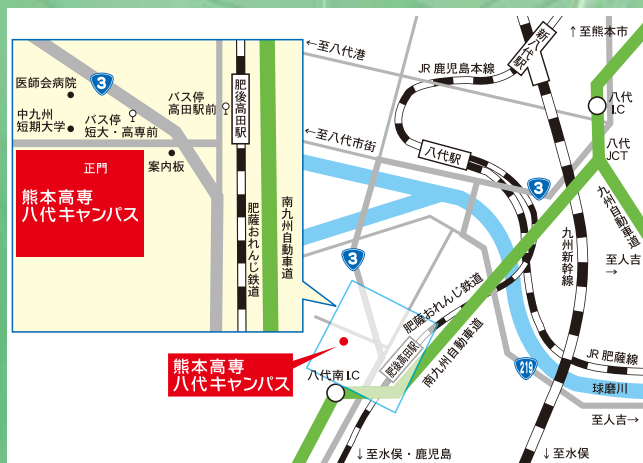 3
医師会病院
バス停
高田駅前
バス停
短大・高専前
中九州
短期大学
肥後高田駅
正門
案内板
熊本高専
八代キャンパス
肥薩おれんじ鉄道
南九州自動車道
←至八代港
新八代駅
↑至熊本市
JR鹿児島本線
八代
I.C
八代
JCT
←至八代市街
八代駅
3
九州自動車道
九州新幹線
至人吉
→
3
肥薩おれんじ鉄道
肥後高田駅
南九州自動車道
熊本高専
八代キャンパス
八代南I.C
219
JR肥薩線
球磨川
至人吉→
↓至水俣・鹿児島
↓至水俣